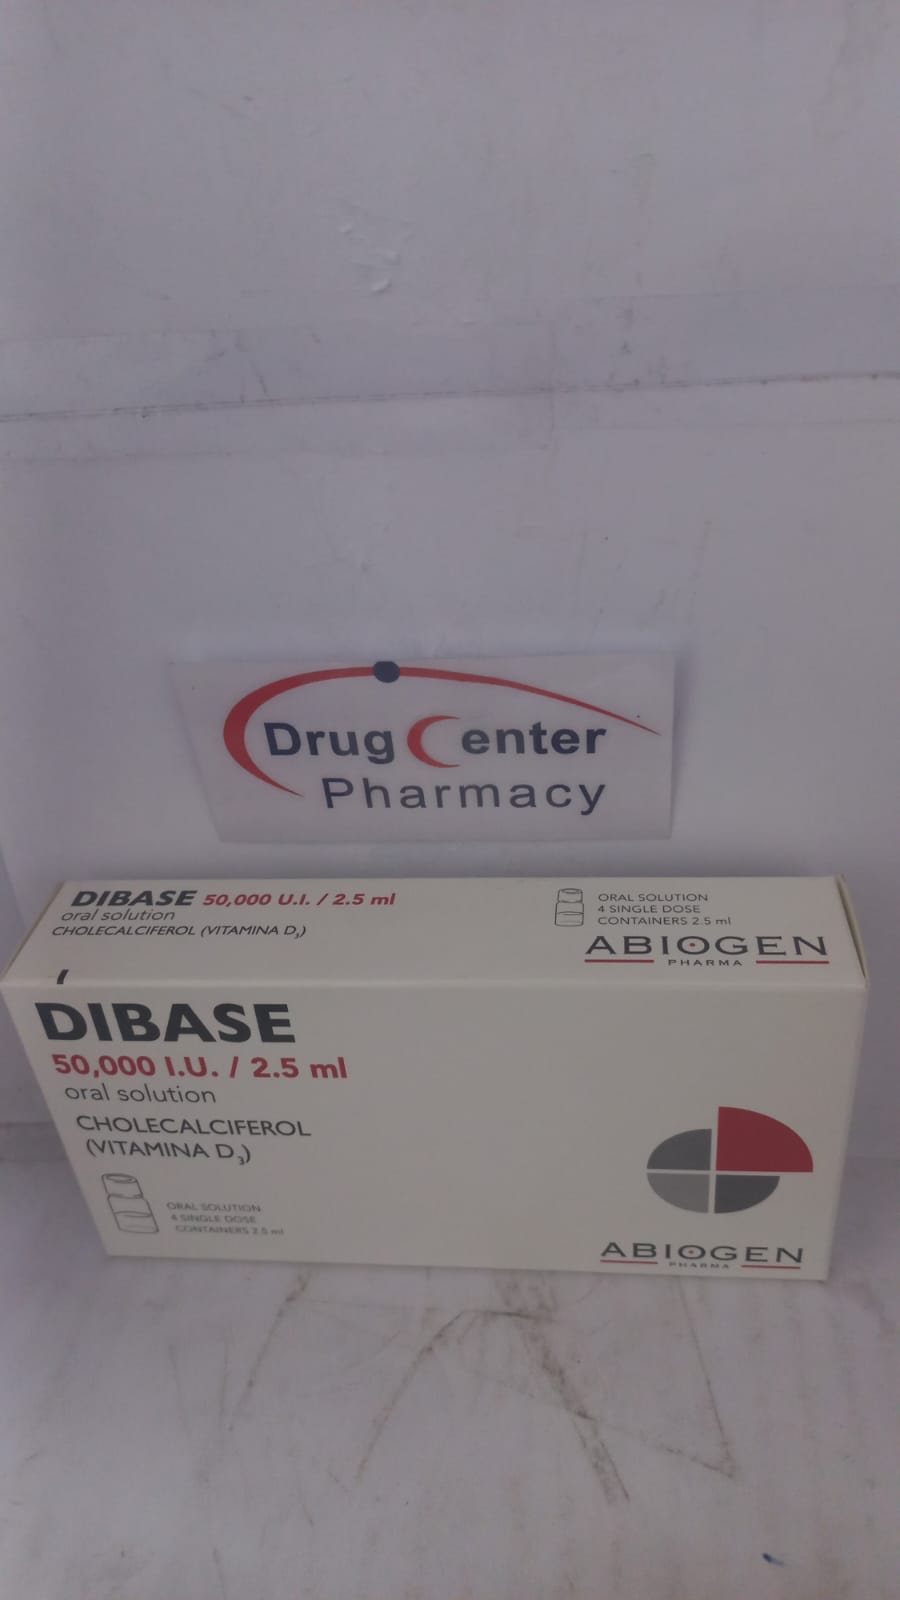 Drug Center
Pharmacy
DIBASE 50,000 U.I. / 2.5 ml
oral solution
CHOLECALCIFEROL (VITAMINA D₃)
ORAL SOLUTION
4 SINGLE DOSE
CONTAINERS 2.5 ml
ABIOGEN
PHARMA
DIBASE
50,000 I.U. / 2.5 ml
oral solution
CHOLECALCIFEROL
(VITAMINA D₃)
ORAL SOLUTION
4 SINGLE DOSE
CONTAINERS 2.5 ml
ABIOGEN
PHARMA